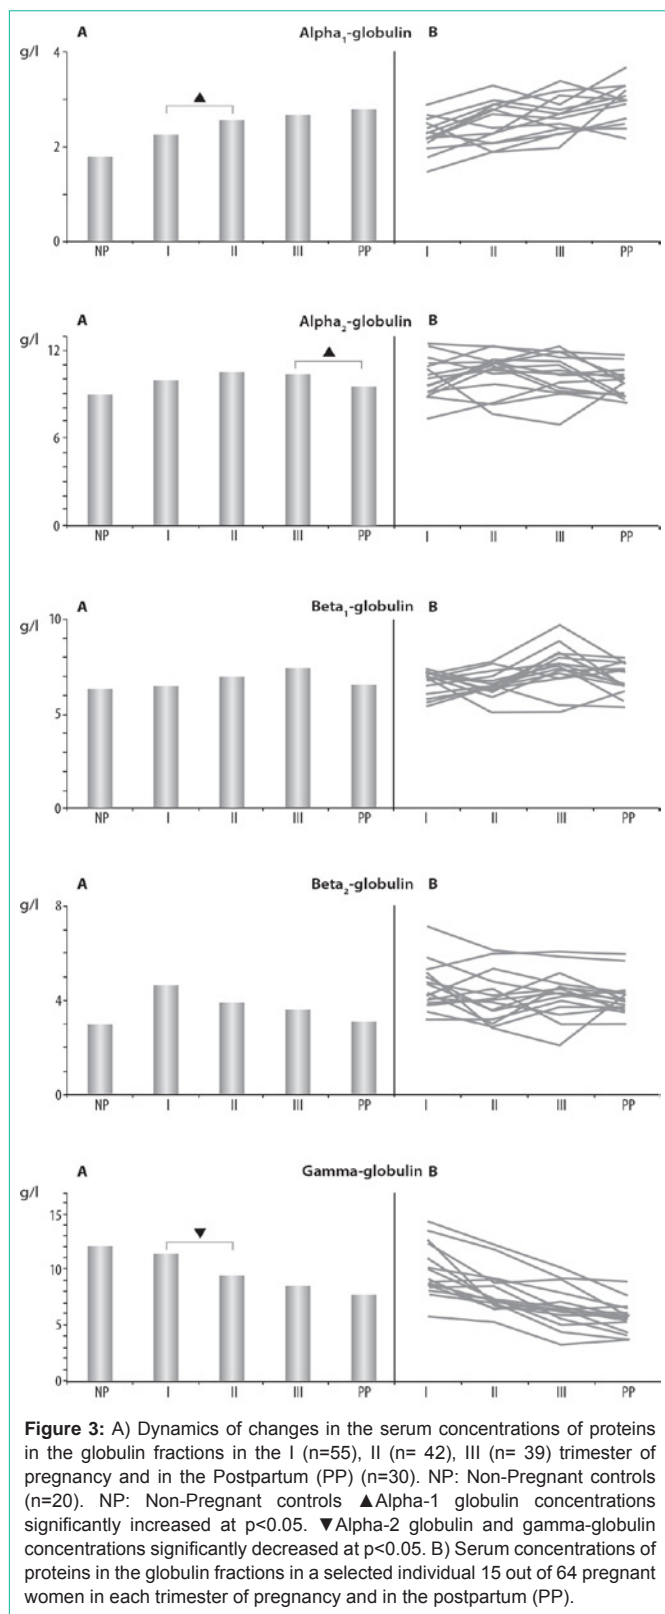 A Alpha1-globulin B
g/l
4
2
0
NP I II III PP I II III PP
▲
A Alpha2-globulin B
g/l
12
6
0
NP I II III PP I II III PP
▲
A Beta1-globulin B
g/l
10
5
0
NP I II III PP I II III PP
A Beta2-globulin B
g/l
8
4
0
NP I II III PP I II III PP
A Gamma-globulin B
g/l
15
10
5
0
NP I II III PP I II III PP
▼
Figure 3: A) Dynamics of changes in the serum concentrations of proteins
in the globulin fractions in the I (n=55), II (n= 42), III (n= 39) trimester of
pregnancy and in the Postpartum (PP) (n=30). NP: Non-Pregnant controls
(n=20). NP: Non-Pregnant controls ▲Alpha-1 globulin concentrations
significantly increased at p<0.05. ▼Alpha-2 globulin and gamma-globulin
concentrations significantly decreased at p<0.05. B) Serum concentrations of
proteins in the globulin fractions in a selected individual 15 out of 64 pregnant
women in each trimester of pregnancy and in the postpartum (PP).